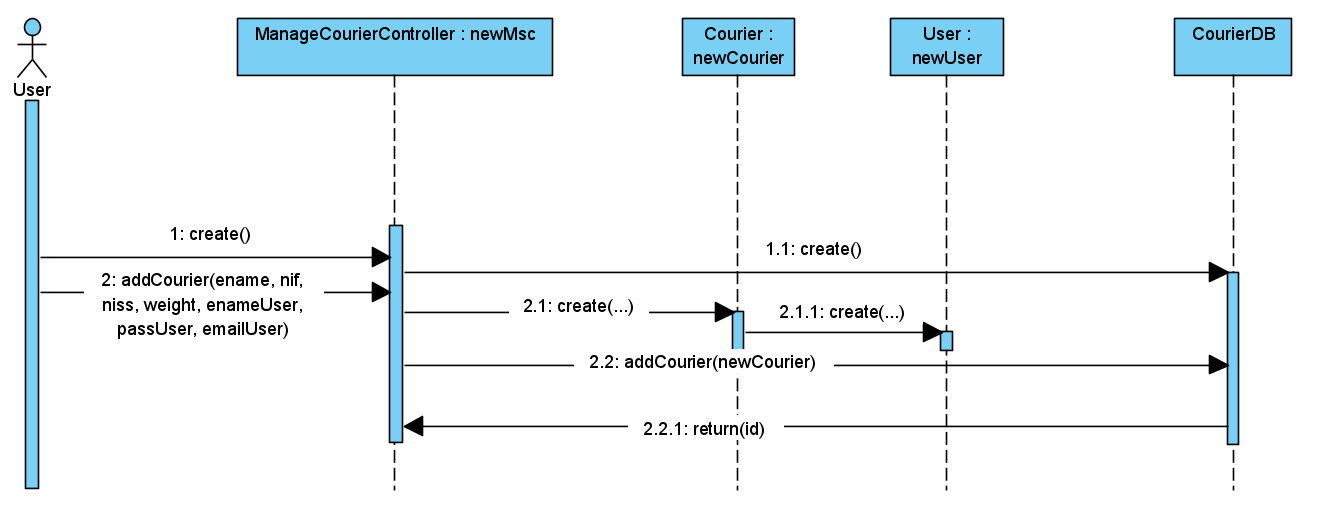 User
ManageCourierController : newMsc
Courier :
newCourier
User :
newUser
CourierDB
1: create()
1.1: create()
2: addCourier(ename, nif,
niss, weight, enameUser,
passUser, emailUser)
2.1: create(...)
2.1.1: create(...)
2.2: addCourier(newCourier)
2.2.1: return(id)